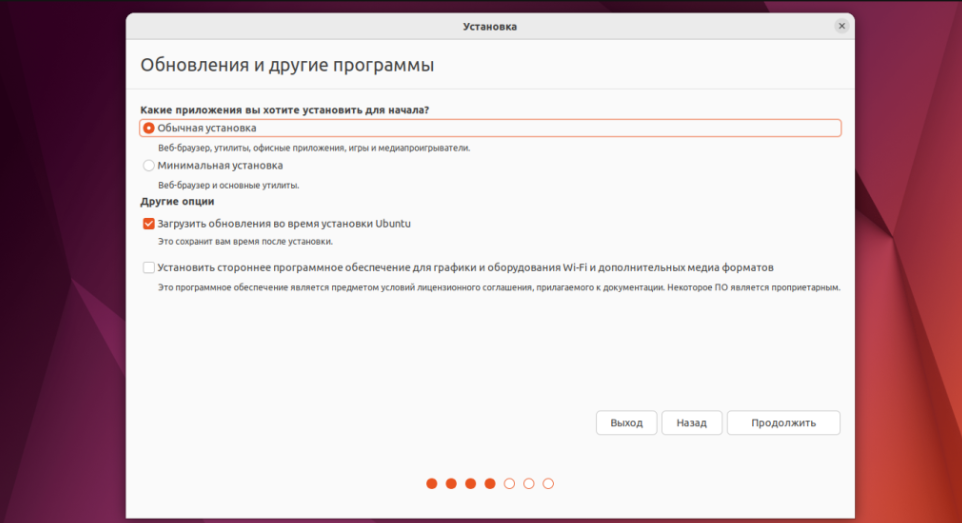 Установка
Обновления и другие программы
Какие приложения вы хотите установить для начала?
Обычная установка
Веб-браузер, утилиты, офисные приложения, игры и медиапроигрыватели.
Минимальная установка
Веб-браузер и основные утилиты.
Другие опции
Загрузить обновления во время установки Ubuntu
Это сохранит вам время после установки.
Установить стороннее программное обеспечение для графики и оборудования Wi-Fi и дополнительных медиа форматов
Это программное обеспечение является предметом условий лицензионного соглашения, прилагаемого к документации. Некоторое ПО является проприетарным.
Выход Назад Продолжить